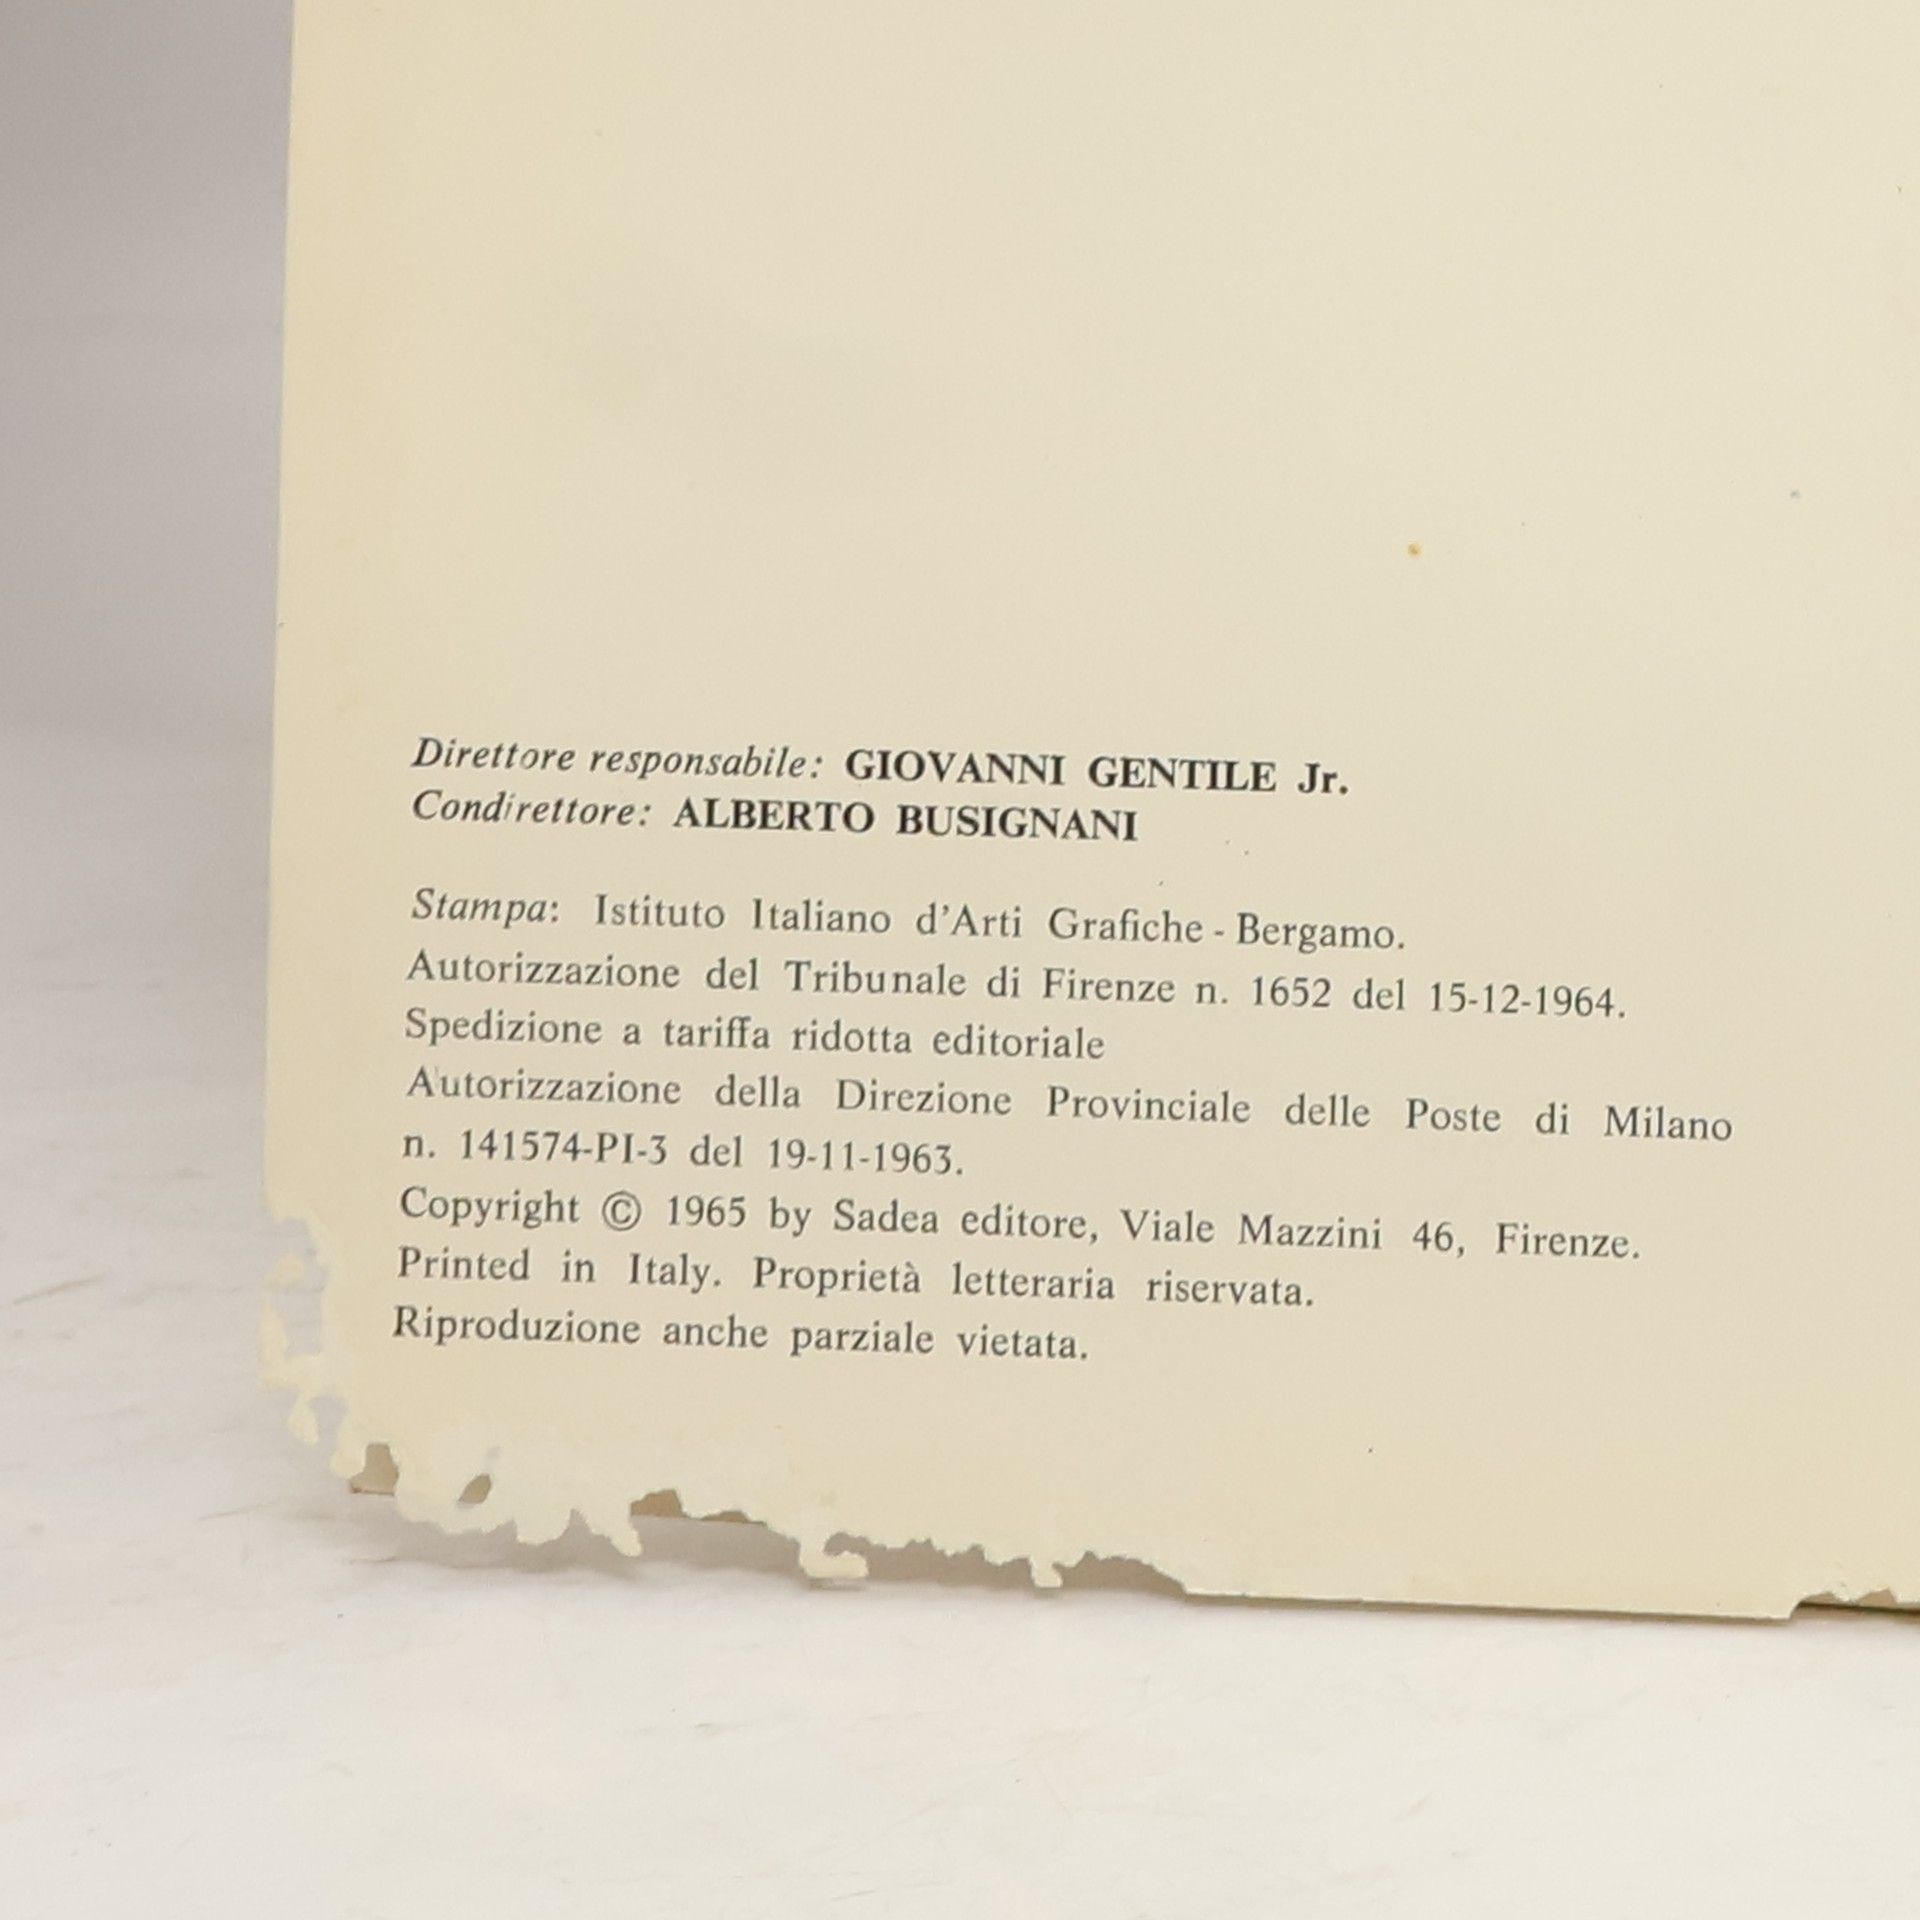 Direttore responsabile: GIOVANNI GENTILE Jr.
Condirettore: ALBERTO BUSIGNANI
Stampa: Istituto Italiano d'Arti Grafiche - Bergamo.
Autorizzazione del Tribunale di Firenze n. 1652 del 15-12-1964.
Spedizione a tariffa ridotta editoriale
Autorizzazione della Direzione Provinciale delle Poste di Milano
n. 141574-PI-3 del 19-11-1963.
Copyright © 1965 by Sadea editore, Viale Mazzini 46, Firenze.
Printed in Italy. Proprietà letteraria riservata.
Riproduzione anche parziale vietata.